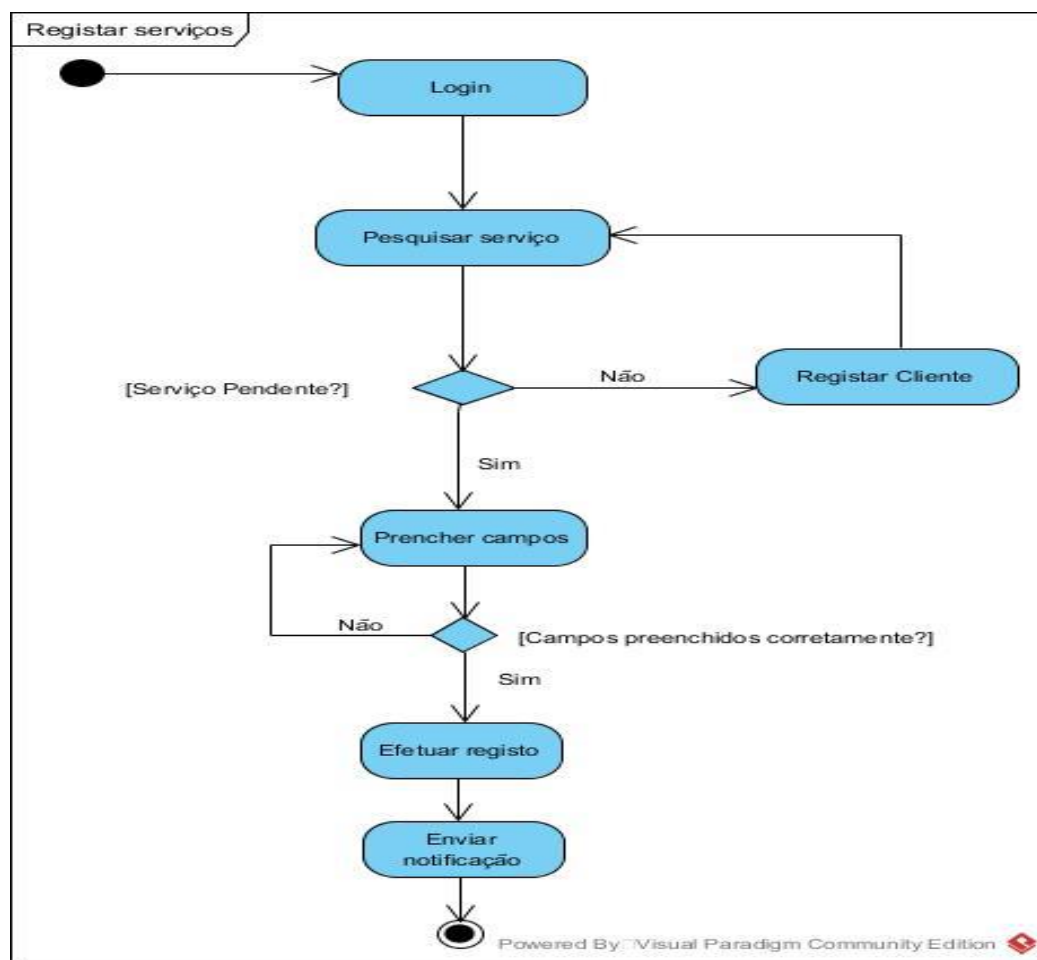 Registar serviços
Login
Pesquisar serviço
[Serviço Pendente?]
Não
Registar Cliente
Sim
Prencher campos
Não
[Campos preenchidos corretamente?]
Sim
Efetuar registo
Enviar
notificação
Powered By Visual Paradigm Community Edition